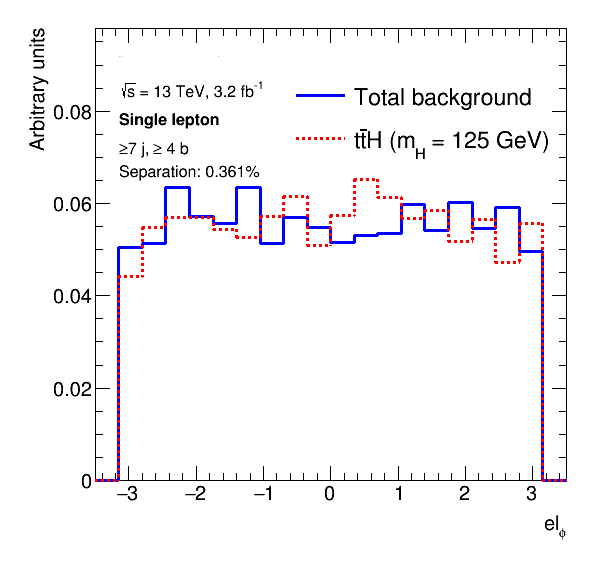 Arbitrary units
√s = 13 TeV, 3.2 fb⁻¹
Single lepton
≥7 j, ≥ 4 b
Separation: 0.361%
Total background
tt̄H (m_H = 125 GeV)
0.08
0.06
0.04
0.02
0
−3 −2 −1 0 1 2 3
el_ϕ